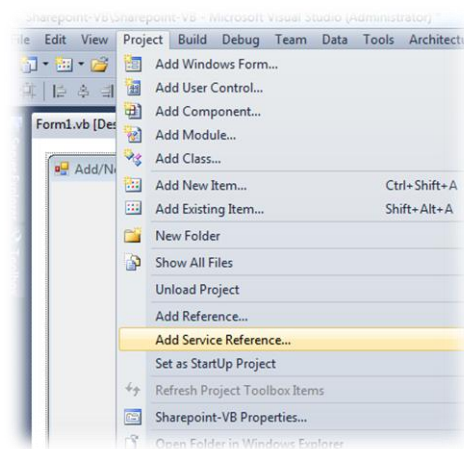 Sharepoint-VB - Microsoft Visual Studio (Administrator)
File Edit View Project Build Debug Team Data Tools
Form1.vb [Des
Add/N
Add Windows Form...
Add User Control...
Add Component...
Add Module...
Add Class...
Add New Item... Ctrl+Shift+A
Add Existing Item... Shift+Alt+A
New Folder
Show All Files
Unload Project
Add Reference...
Add Service Reference...
Set as StartUp Project
Refresh Project Toolbox Items
Sharepoint-VB Properties...
Open Folder in Windows Explorer